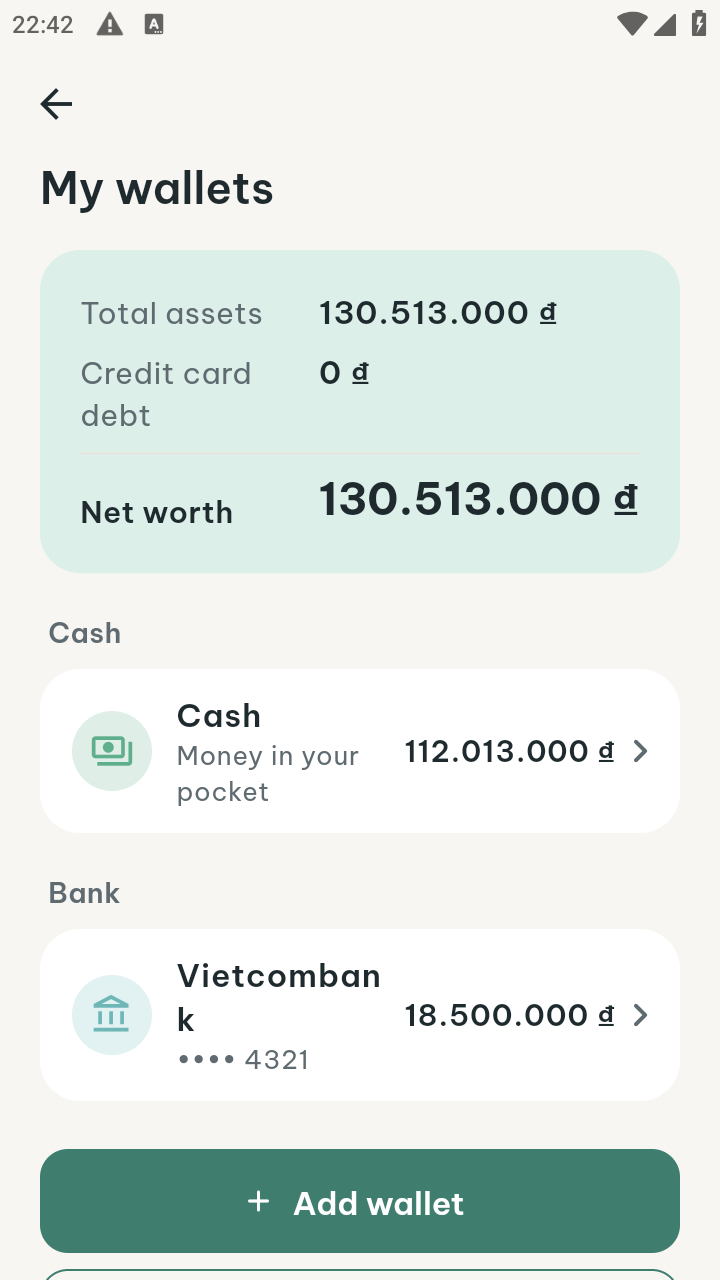 22:42
My wallets
Total assets 130.513.000 ₫
Credit card 0 ₫
debt
Net worth 130.513.000 ₫
Cash
Cash
Money in your
pocket
112.013.000 ₫
Bank
Vietcomban
k
•••• 4321
18.500.000 ₫
+ Add wallet